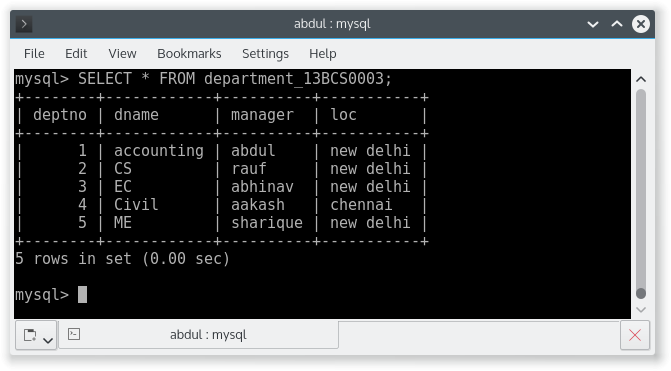 abdul : mysql
File Edit View Bookmarks Settings Help
mysql> SELECT * FROM department_13BCS0003;
+--------+------------+----------+-----------+
| deptno | dname      | manager  | loc       |
+--------+------------+----------+-----------+
|      1 | accounting | abdul    | new delhi |
|      2 | CS         | rauf     | new delhi |
|      3 | EC         | abhinav  | new delhi |
|      4 | Civil      | aakash   | chennai   |
|      5 | ME         | sharique | new delhi |
+--------+------------+----------+-----------+
5 rows in set (0.00 sec)
mysql>
abdul : mysql